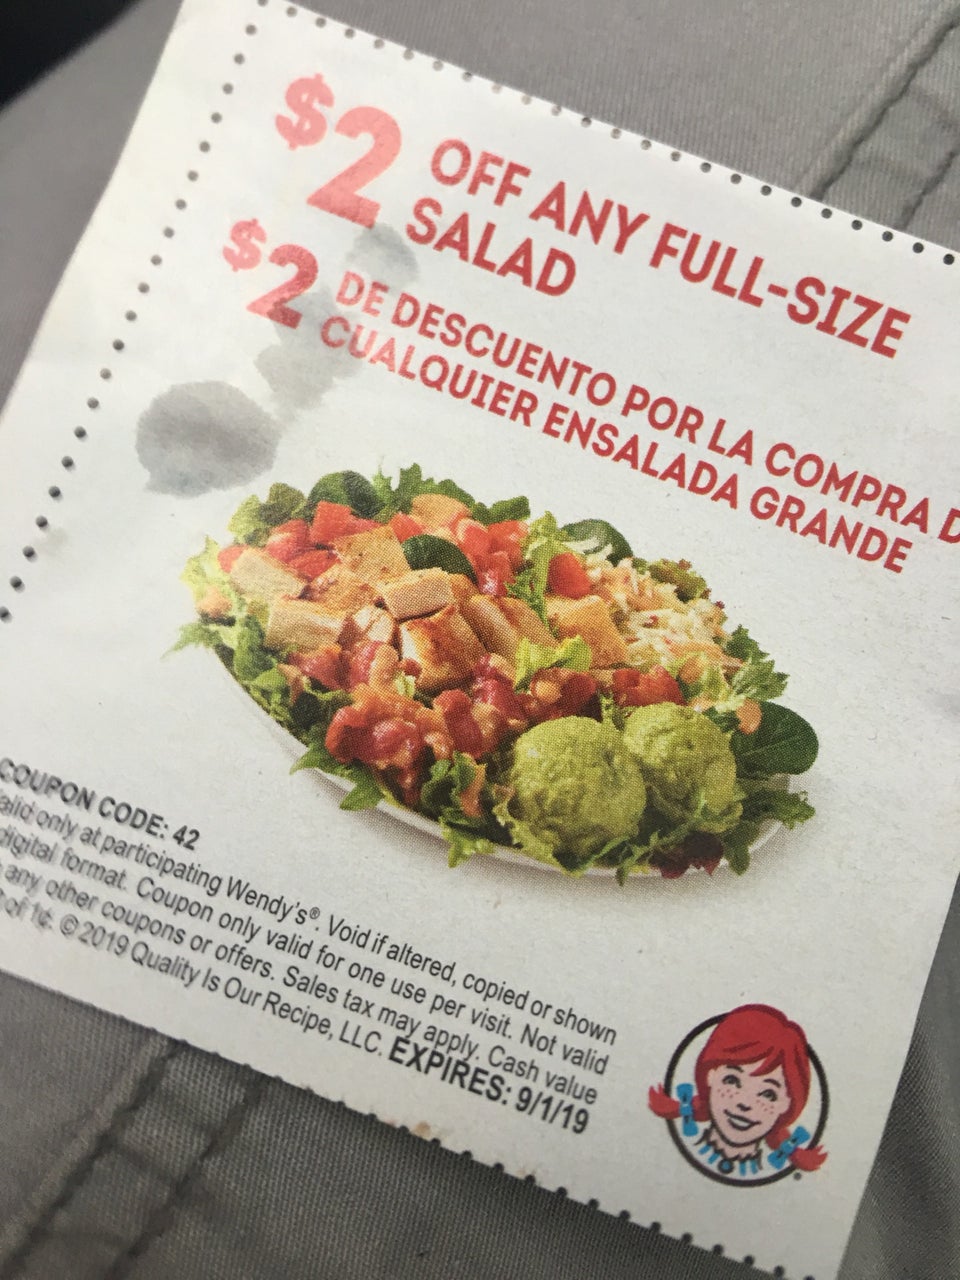 $2 OFF ANY FULL-SIZE
SALAD
$2 DE DESCUENTO POR LA COMPRA D
CUALQUIER ENSALADA GRANDE
COUPON CODE: 42
alid only at participating Wendy's®. Void if altered, copied or shown
digital format. Coupon only valid for one use per visit. Not valid
any other coupons or offers. Sales tax may apply. Cash value
of 1¢. © 2019 Quality Is Our Recipe, LLC. EXPIRES: 9/1/19